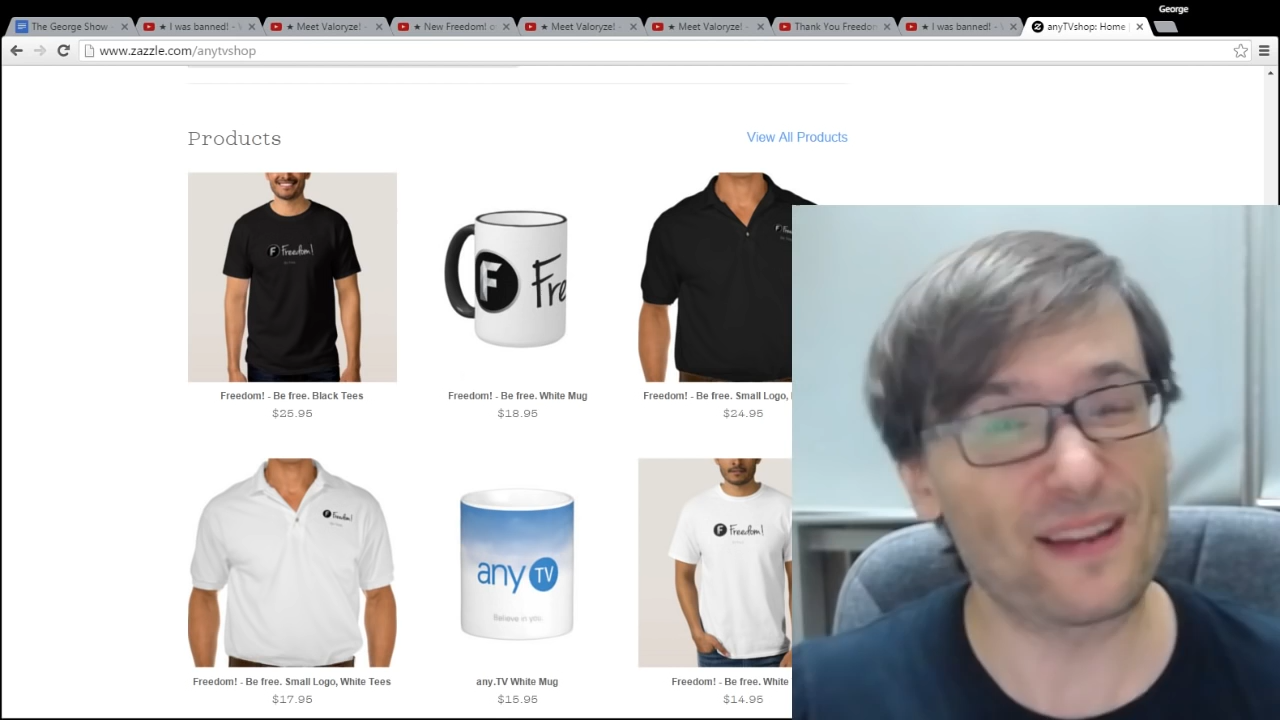 George
The George Show -
★ I was banned! - V
★ Meet Valoryze! -
★ New Freedom! o
★ Meet Valoryze! -
★ Meet Valoryze! -
Thank You Freedom
★ I was banned! - V
anyTVshop: Home |
www.zazzle.com/anytvshop
Products
View All Products
F Freedom!
F Fre
F
Freedom! - Be free. Black Tees
Freedom! - Be free. White Mug
Freedom! - Be free. Small Logo,
$25.95
$18.95
$24.95
F Freedom!
any TV
Believe in you.
F Freedom!
Freedom! - Be free. Small Logo, White Tees
any.TV White Mug
Freedom! - Be free. White
$17.95
$15.95
$14.95